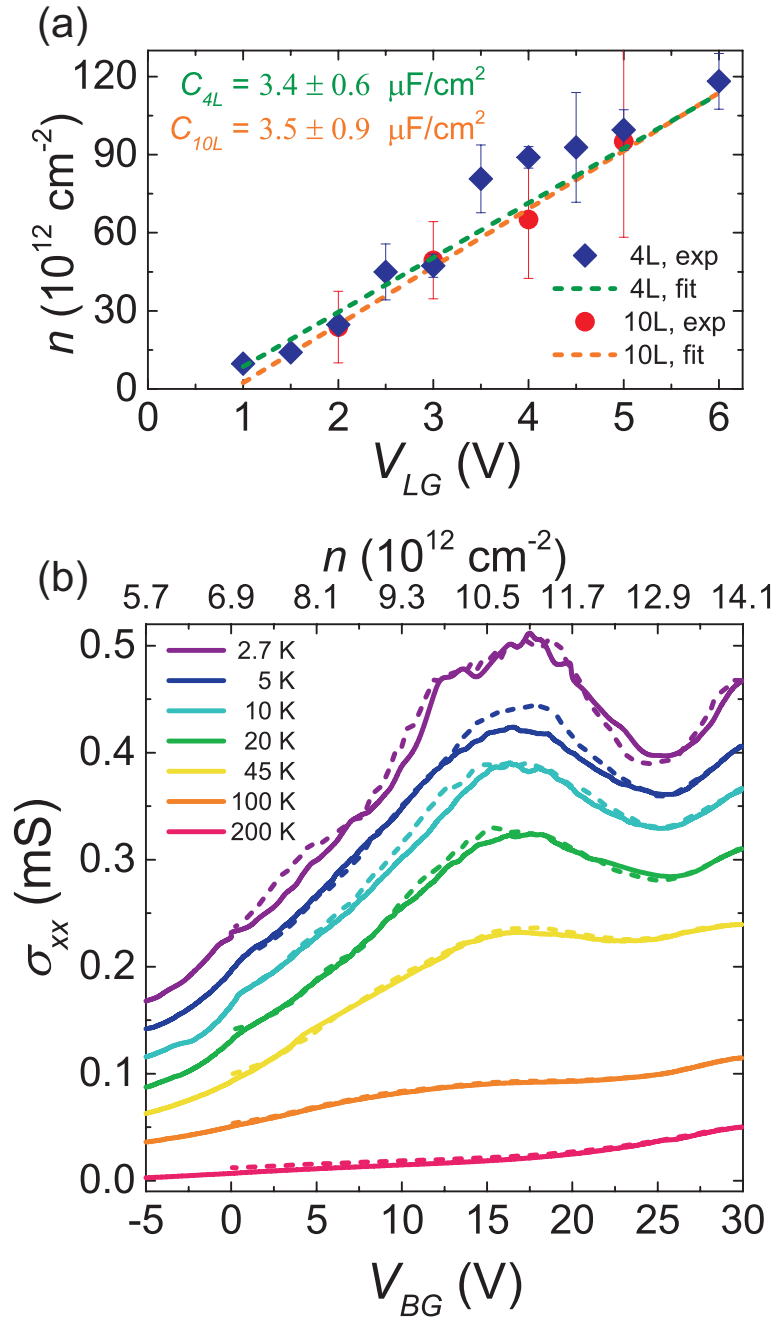 (a)
C4L = 3.4 ± 0.6 μF/cm²
C10L = 3.5 ± 0.9 μF/cm²
120
90
60
30
0
n (10¹² cm⁻²)
4L, exp
4L, fit
10L, exp
10L, fit
0 1 2 3 4 5 6
VLG (V)
(b)
n (10¹² cm⁻²)
5.7 6.9 8.1 9.3 10.5 11.7 12.9 14.1
2.7 K
5 K
10 K
20 K
45 K
100 K
200 K
0.5
0.4
0.3
0.2
0.1
0.0
σxx (mS)
-5 0 5 10 15 20 25 30
VBG (V)